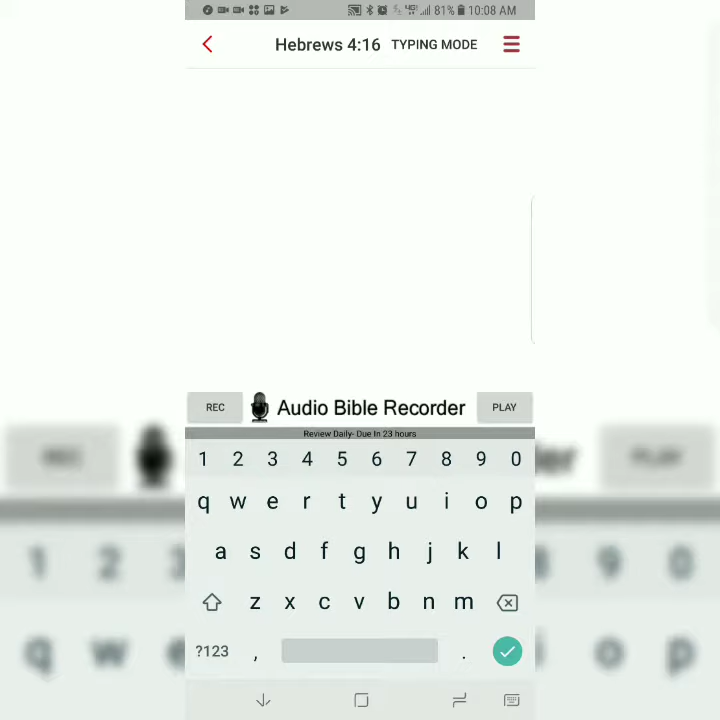 81% 10:08 AM
Hebrews 4:16 TYPING MODE
REC Audio Bible Recorder PLAY
Review Daily- Due In 23 hours
1 2 3 4 5 6 7 8 9 0
q w e r t y u i o p
a s d f g h j k l
z x c v b n m
?123 , .